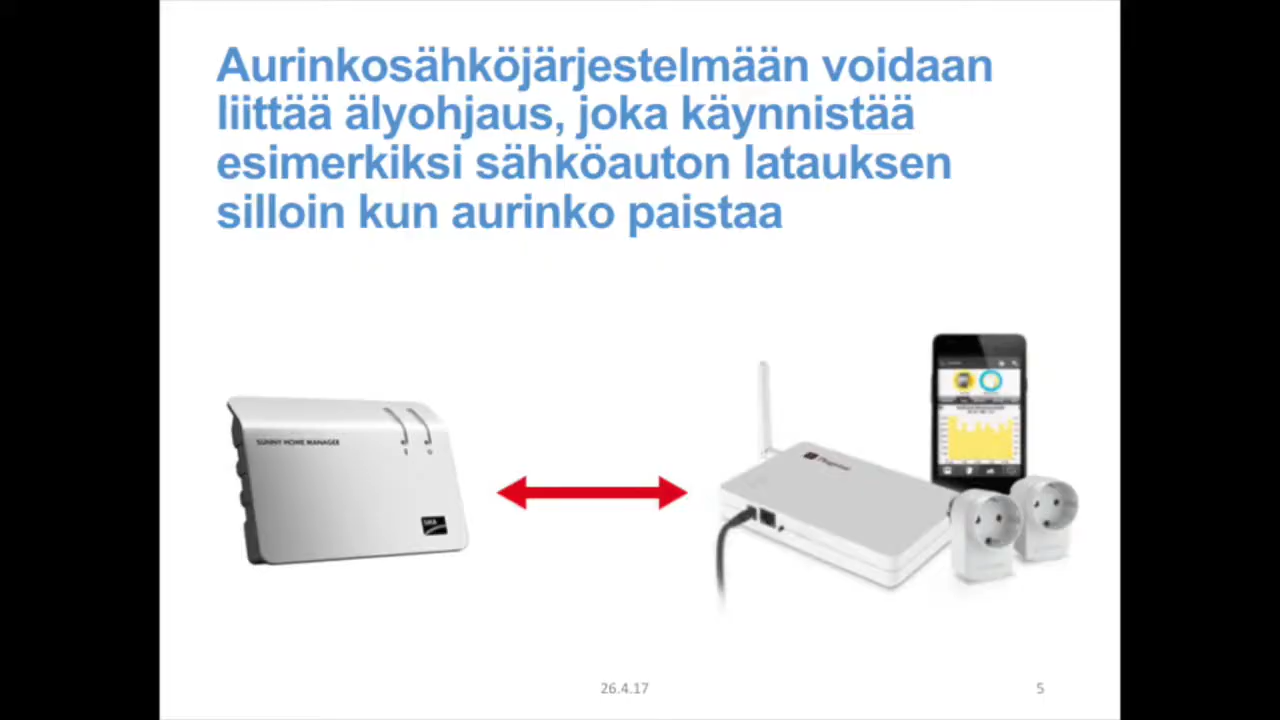 Aurinkosähköjärjestelmään voidaan
liittää älyohjaus, joka käynnistää
esimerkiksi sähköauton latauksen
silloin kun aurinko paistaa
SUNNY HOME MANAGER
SMA
26.4.17
5